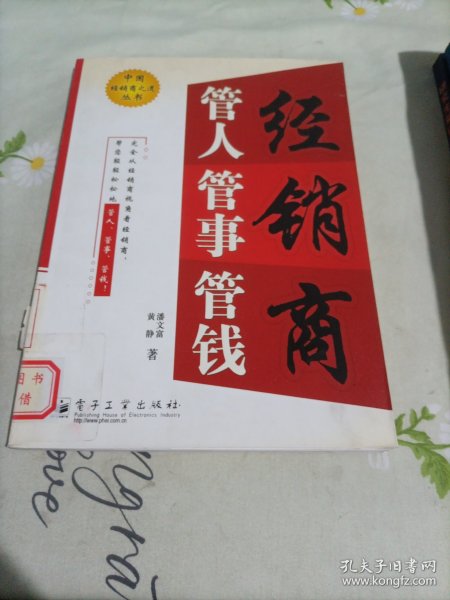 中国
经销商之道
丛书
经销商
管人 管事 管钱
完全从经销商视角看经销商，
帮您轻轻松松地管人、管事、管钱！
潘文富
黄静 著
电子工业出版社
Publishing House of Electronics Industry
http://www.phei.com.cn
图书
借
ngrā
ove
孔夫子旧书网
www.kongfz.com